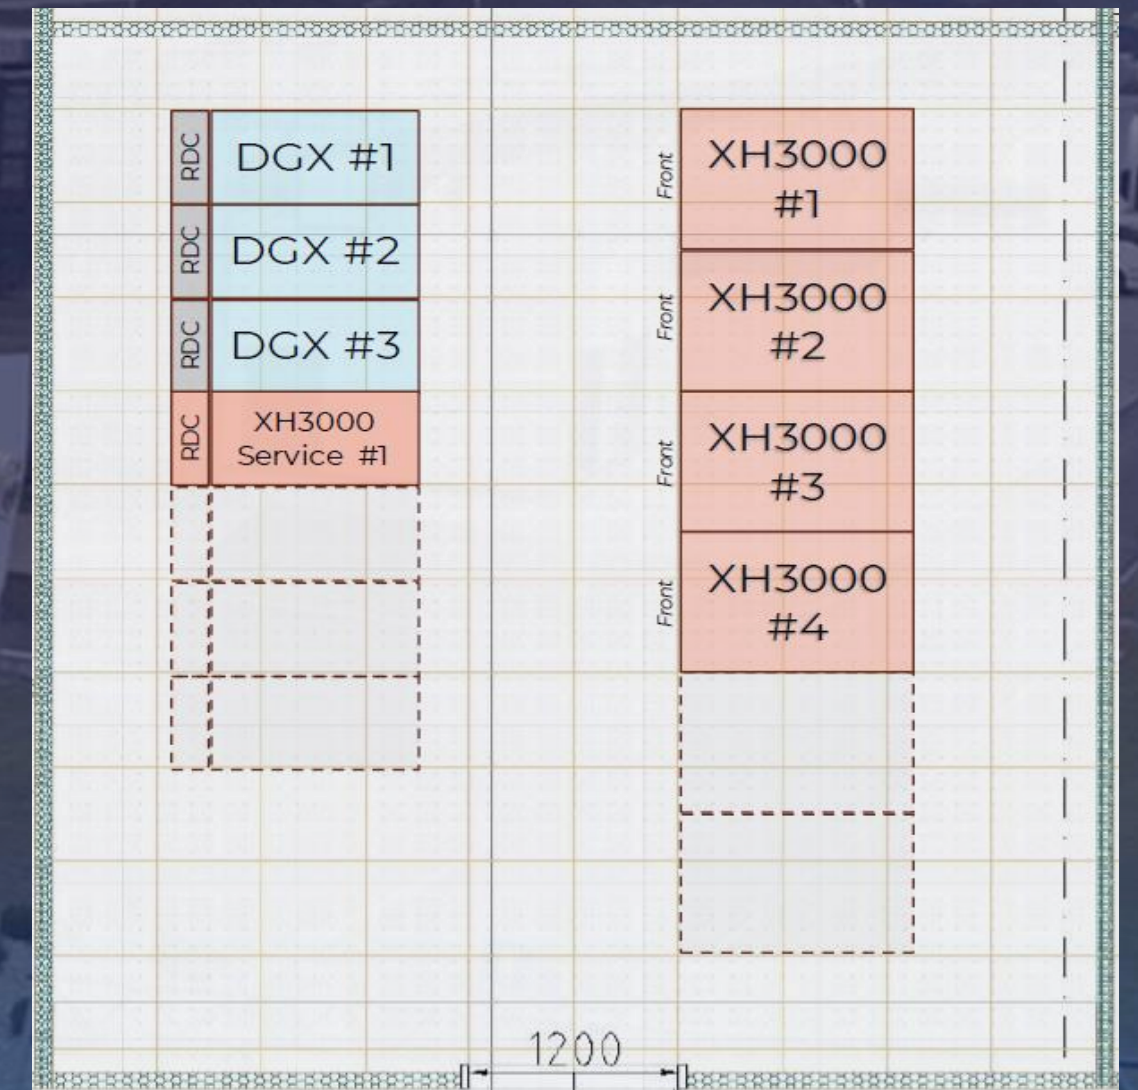 RDC
DGX #1
RDC
DGX #2
RDC
DGX #3
RDC
XH3000
Service #1
Front
XH3000
#1
Front
XH3000
#2
Front
XH3000
#3
Front
XH3000
#4
1200